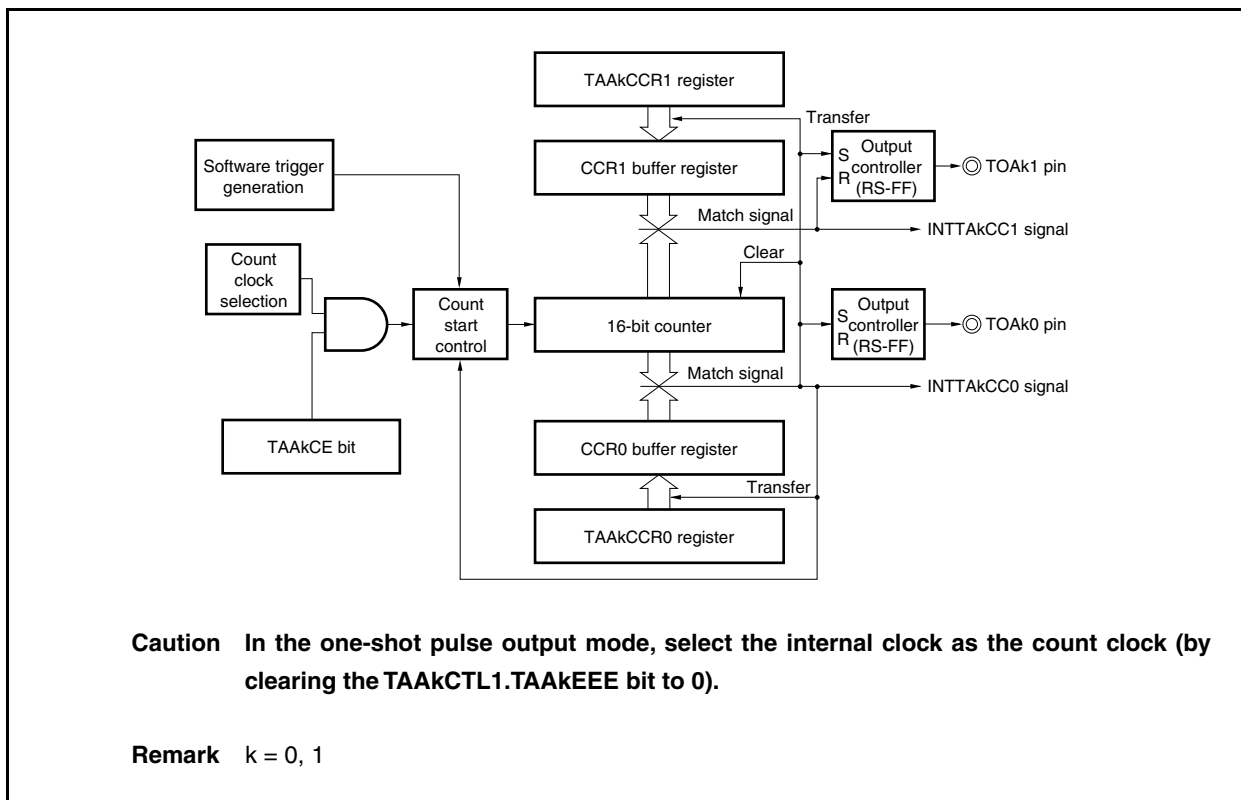 TAAkCCR1 register
Transfer
Software trigger
generation
CCR1 buffer register
S
R
Output
controller
(RS-FF)
TOAk1 pin
Match signal
INTTAkCC1 signal
Count
clock
selection
Clear
Count
start
control
16-bit counter
S
R
Output
controller
(RS-FF)
TOAk0 pin
Match signal
INTTAkCC0 signal
TAAkCE bit
CCR0 buffer register
Transfer
TAAkCCR0 register
Caution In the one-shot pulse output mode, select the internal clock as the count clock (by
clearing the TAAkCTL1.TAAkEEE bit to 0).
Remark k = 0, 1